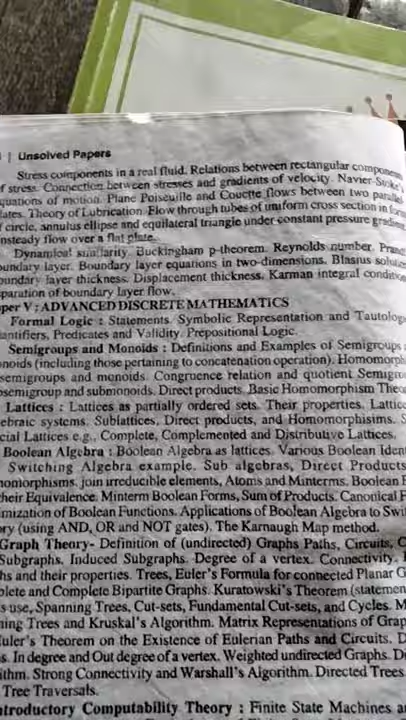 | Unsolved Papers
Stress components in a real fluid. Relations between rectangular components
of stress. Connection between stresses and gradients of velocity. Navier-Stoke's
equations of motion. Plane Poiseuille and Couette flows between two parallel
ates. Theory of Lubrication. Flow through tubes of uniform cross section in form
f circle, annulus ellipse and equilateral triangle under constant pressure gradien
nsteady flow over a flat plate.
Dynamical similarity. Buckingham p-theorem. Reynolds number. Prand
oundary layer. Boundary layer equations in two-dimensions. Blasius solutio
oundary layer thickness. Displacement thickness. Karman integral condition
paration of boundary layer flow.
per V : ADVANCED DISCRETE MATHEMATICS
Formal Logic : Statements. Symbolic Representation and Tautolog
antifiers, Predicates and Validity. Prepositional Logic.
Semigroups and Monoids : Definitions and Examples of Semigroups
noids (including those pertaining to concatenation operation). Homomorph
semigroups and monoids. Congruence relation and quotient Semigro
bsemigroup and submonoids. Direct products. Basic Homomorphism Theo
Lattices : Lattices as partially ordered sets. Their properties. Lattic
ebraic systems. Sublattices, Direct products, and Homomorphisims. S
cial Lattices e.g., Complete, Complemented and Distributive Lattices.
Boolean Algebra : Boolean Algebra as lattices. Various Boolean Iden
Switching Algebra example. Sub algebras, Direct Products
nomorphisms. join irreducible elements, Atoms and Minterms. Boolean F
heir Equivalence. Minterm Boolean Forms, Sum of Products. Canonical F
imization of Boolean Functions. Applications of Boolean Algebra to Swi
ry (using AND, OR and NOT gates). The Karnaugh Map method.
Graph Theory- Definition of (undirected) Graphs Paths, Circuits, C
Subgraphs. Induced Subgraphs. Degree of a vertex. Connectivity.
hs and their properties. Trees, Euler's Formula for connected Planar G
plete and Complete Bipartite Graphs. Kuratowski's Theorem (statemen
s use, Spanning Trees, Cut-sets, Fundamental Cut-sets, and Cycles. M
ning Trees and Kruskal's Algorithm. Matrix Representations of Grap
uler's Theorem on the Existence of Eulerian Paths and Circuits. D
s. In degree and Out degree of a vertex. Weighted undirected Graphs. D
ithm. Strong Connectivity and Warshall's Algorithm. Directed Trees.
Tree Traversals.
ntroductory Computability Theory : Finite State Machines a